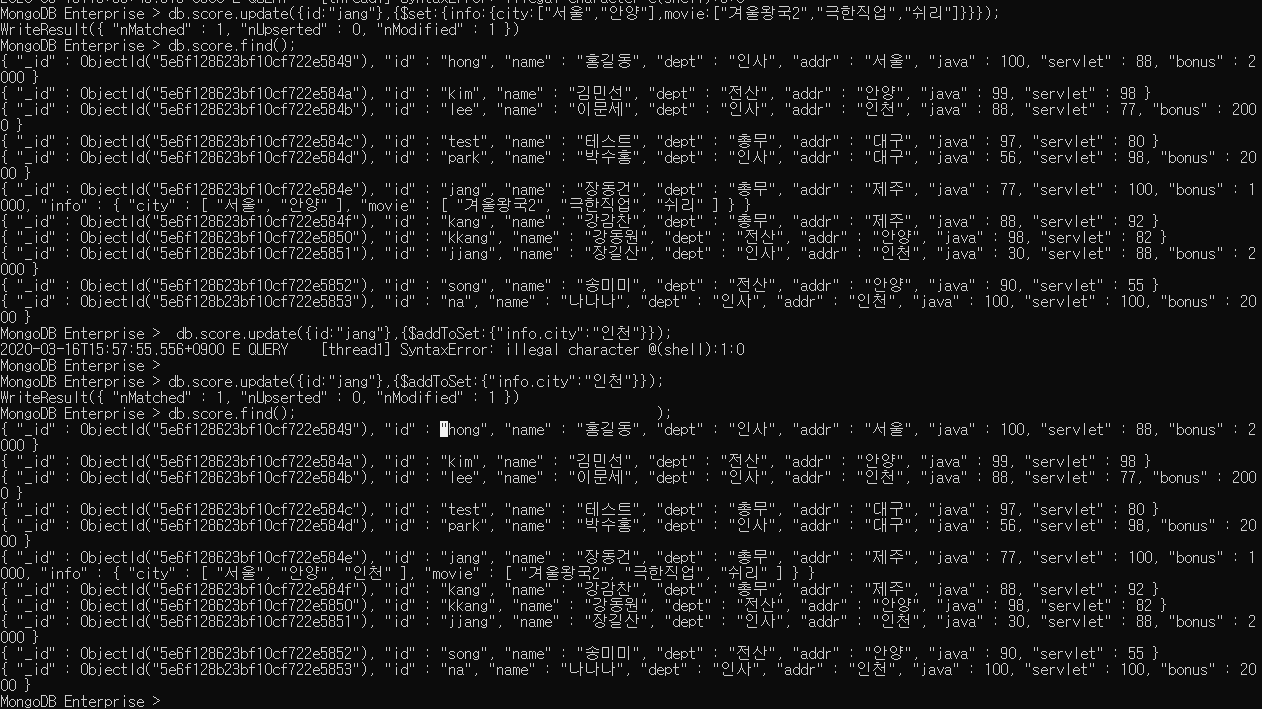 MongoDB Enterprise > db.score.update({id:"jang"},{$set:{info:{city:["서울","안양"],movie:["겨울왕국2","극한직업","쉬리"]}}});
WriteResult({ "nMatched" : 1, "nUpserted" : 0, "nModified" : 1 })
MongoDB Enterprise > db.score.find();
{ "_id" : ObjectId("5e6f128623bf10cf722e5849"), "id" : "hong", "name" : "홍길동", "dept" : "인사", "addr" : "서울", "java" : 100, "servlet" : 88, "bonus" : 2
000 }
{ "_id" : ObjectId("5e6f128623bf10cf722e584a"), "id" : "kim", "name" : "김민선", "dept" : "전산", "addr" : "안양", "java" : 99, "servlet" : 98 }
{ "_id" : ObjectId("5e6f128623bf10cf722e584b"), "id" : "lee", "name" : "이문세", "dept" : "인사", "addr" : "인천", "java" : 88, "servlet" : 77, "bonus" : 200
0 }
{ "_id" : ObjectId("5e6f128623bf10cf722e584c"), "id" : "test", "name" : "테스트", "dept" : "총무", "addr" : "대구", "java" : 97, "servlet" : 80 }
{ "_id" : ObjectId("5e6f128623bf10cf722e584d"), "id" : "park", "name" : "박수홍", "dept" : "인사", "addr" : "대구", "java" : 56, "servlet" : 98, "bonus" : 20
00 }
{ "_id" : ObjectId("5e6f128623bf10cf722e584e"), "id" : "jang", "name" : "장동건", "dept" : "총무", "addr" : "제주", "java" : 77, "servlet" : 100, "bonus" : 1
000, "info" : { "city" : [ "서울", "안양" ], "movie" : [ "겨울왕국2", "극한직업", "쉬리" ] } }
{ "_id" : ObjectId("5e6f128623bf10cf722e584f"), "id" : "kang", "name" : "강감찬", "dept" : "총무", "addr" : "제주", "java" : 88, "servlet" : 92 }
{ "_id" : ObjectId("5e6f128623bf10cf722e5850"), "id" : "kkang", "name" : "강동원", "dept" : "전산", "addr" : "안양", "java" : 98, "servlet" : 82 }
{ "_id" : ObjectId("5e6f128623bf10cf722e5851"), "id" : "jjang", "name" : "장길산", "dept" : "인사", "addr" : "인천", "java" : 30, "servlet" : 88, "bonus" : 2
000 }
{ "_id" : ObjectId("5e6f128623bf10cf722e5852"), "id" : "song", "name" : "송미미", "dept" : "전산", "addr" : "안양", "java" : 90, "servlet" : 55 }
{ "_id" : ObjectId("5e6f128b23bf10cf722e5853"), "id" : "na", "name" : "나나나", "dept" : "인사", "addr" : "인천", "java" : 100, "servlet" : 100, "bonus" : 20
00 }
MongoDB Enterprise >  db.score.update({id:"jang"},{$addToSet:{"info.city":"인천"}});
2020-03-16T15:57:55.556+0900 E QUERY    [thread1] SyntaxError: illegal character @(shell):1:0
MongoDB Enterprise >
MongoDB Enterprise > db.score.update({id:"jang"},{$addToSet:{"info.city":"인천"}});
WriteResult({ "nMatched" : 1, "nUpserted" : 0, "nModified" : 1 })
MongoDB Enterprise > db.score.find();                                             );
{ "_id" : ObjectId("5e6f128623bf10cf722e5849"), "id" : "hong", "name" : "홍길동", "dept" : "인사", "addr" : "서울", "java" : 100, "servlet" : 88, "bonus" : 2
000 }
{ "_id" : ObjectId("5e6f128623bf10cf722e584a"), "id" : "kim", "name" : "김민선", "dept" : "전산", "addr" : "안양", "java" : 99, "servlet" : 98 }
{ "_id" : ObjectId("5e6f128623bf10cf722e584b"), "id" : "lee", "name" : "이문세", "dept" : "인사", "addr" : "인천", "java" : 88, "servlet" : 77, "bonus" : 200
0 }
{ "_id" : ObjectId("5e6f128623bf10cf722e584c"), "id" : "test", "name" : "테스트", "dept" : "총무", "addr" : "대구", "java" : 97, "servlet" : 80 }
{ "_id" : ObjectId("5e6f128623bf10cf722e584d"), "id" : "park", "name" : "박수홍", "dept" : "인사", "addr" : "대구", "java" : 56, "servlet" : 98, "bonus" : 20
00 }
{ "_id" : ObjectId("5e6f128623bf10cf722e584e"), "id" : "jang", "name" : "장동건", "dept" : "총무", "addr" : "제주", "java" : 77, "servlet" : 100, "bonus" : 1
000, "info" : { "city" : [ "서울", "안양", "인천" ], "movie" : [ "겨울왕국2", "극한직업", "쉬리" ] } }
{ "_id" : ObjectId("5e6f128623bf10cf722e584f"), "id" : "kang", "name" : "강감찬", "dept" : "총무", "addr" : "제주", "java" : 88, "servlet" : 92 }
{ "_id" : ObjectId("5e6f128623bf10cf722e5850"), "id" : "kkang", "name" : "강동원", "dept" : "전산", "addr" : "안양", "java" : 98, "servlet" : 82 }
{ "_id" : ObjectId("5e6f128623bf10cf722e5851"), "id" : "jjang", "name" : "장길산", "dept" : "인사", "addr" : "인천", "java" : 30, "servlet" : 88, "bonus" : 2
000 }
{ "_id" : ObjectId("5e6f128623bf10cf722e5852"), "id" : "song", "name" : "송미미", "dept" : "전산", "addr" : "안양", "java" : 90, "servlet" : 55 }
{ "_id" : ObjectId("5e6f128b23bf10cf722e5853"), "id" : "na", "name" : "나나나", "dept" : "인사", "addr" : "인천", "java" : 100, "servlet" : 100, "bonus" : 20
00 }
MongoDB Enterprise >